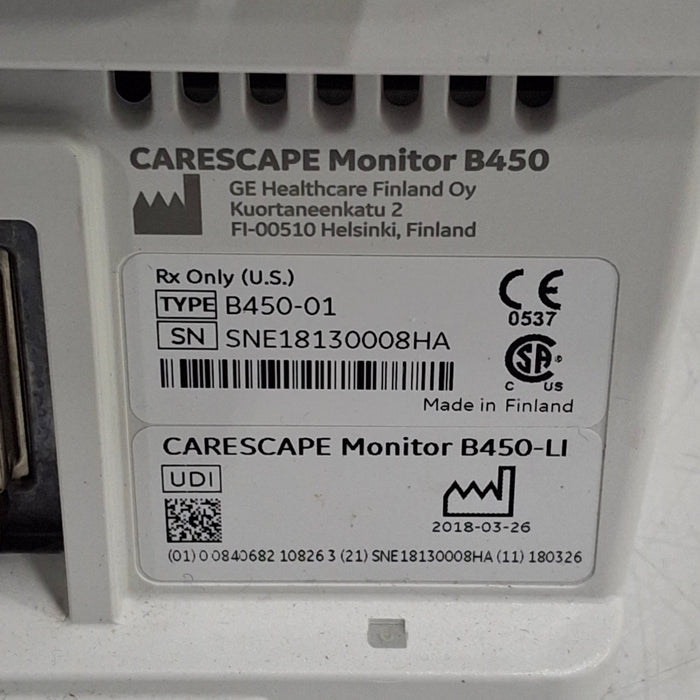 CARESCAPE Monitor B450
GE Healthcare Finland Oy
Kuortaneenkatu 2
FI-00510 Helsinki, Finland
Rx Only (U.S.)
TYPE B450-01
SN SNE18130008HA
CE
0537
CSA
C US
Made in Finland
CARESCAPE Monitor B450-LI
UDI
2018-03-26
(01) 0 0840682 10826 3 (21) SNE18130008HA (11) 180326